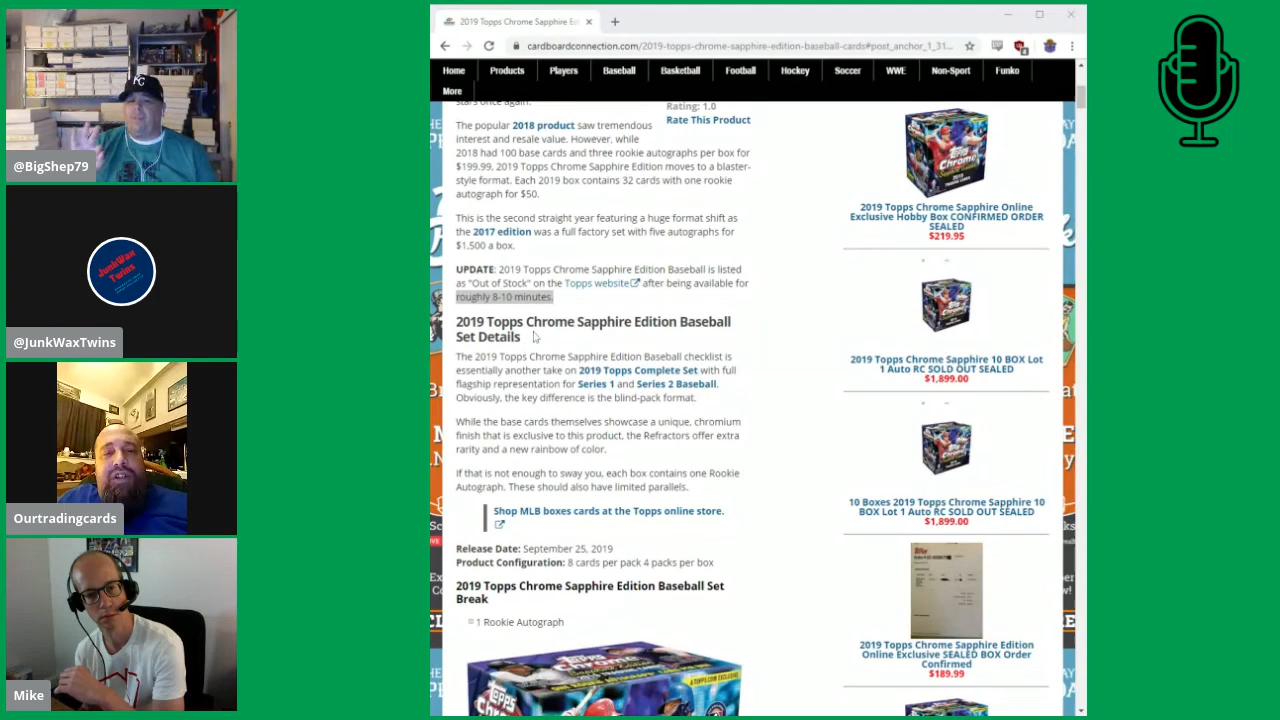 KC
@BigShep79
JunkWax
Twins
@JunkWaxTwins
Ourtradingcards
Mike
2019 Topps Chrome Sapphire Ed
cardboardconnection.com/2019-topps-chrome-sapphire-edition-baseball-cards#post_anchor_1_31...
Home
Products
Players
Baseball
Basketball
Football
Hockey
Soccer
WWE
Non-Sport
Funko
More
stars once again.
Rating: 1.0
Rate This Product
The popular 2018 product saw tremendous
interest and resale value. However, while
2018 had 100 base cards and three rookie autographs per box for
$199.99, 2019 Topps Chrome Sapphire Edition moves to a blaster-
style format. Each 2019 box contains 32 cards with one rookie
autograph for $50.
This is the second straight year featuring a huge format shift as
the 2017 edition was a full factory set with five autographs for
$1,500 a box.
UPDATE: 2019 Topps Chrome Sapphire Edition Baseball is listed
as "Out of Stock" on the Topps website after being available for
roughly 8-10 minutes.
2019 Topps Chrome Sapphire Edition Baseball
Set Details
The 2019 Topps Chrome Sapphire Edition Baseball checklist is
essentially another take on 2019 Topps Complete Set with full
flagship representation for Series 1 and Series 2 Baseball.
Obviously, the key difference is the blind-pack format.
While the base cards themselves showcase a unique, chromium
finish that is exclusive to this product, the Refractors offer extra
rarity and a new rainbow of color.
If that is not enough to sway you, each box contains one Rookie
Autograph. These should also have limited parallels.
Shop MLB boxes cards at the Topps online store.
Release Date: September 25, 2019
Product Configuration: 8 cards per pack 4 packs per box
2019 Topps Chrome Sapphire Edition Baseball Set
Break
1 Rookie Autograph
Topps
Topps
Chrome
2019 Topps Chrome Sapphire Online
Exclusive Hobby Box CONFIRMED ORDER
SEALED
$219.95
2019 Topps Chrome Sapphire 10 BOX Lot
1 Auto RC SOLD OUT SEALED
$1,899.00
10 Boxes 2019 Topps Chrome Sapphire 10
BOX Lot 1 Auto RC SOLD OUT SEALED
$1,899.00
2019 Topps Chrome Sapphire Edition
Online Exclusive SEALED BOX Order
Confirmed
$189.99